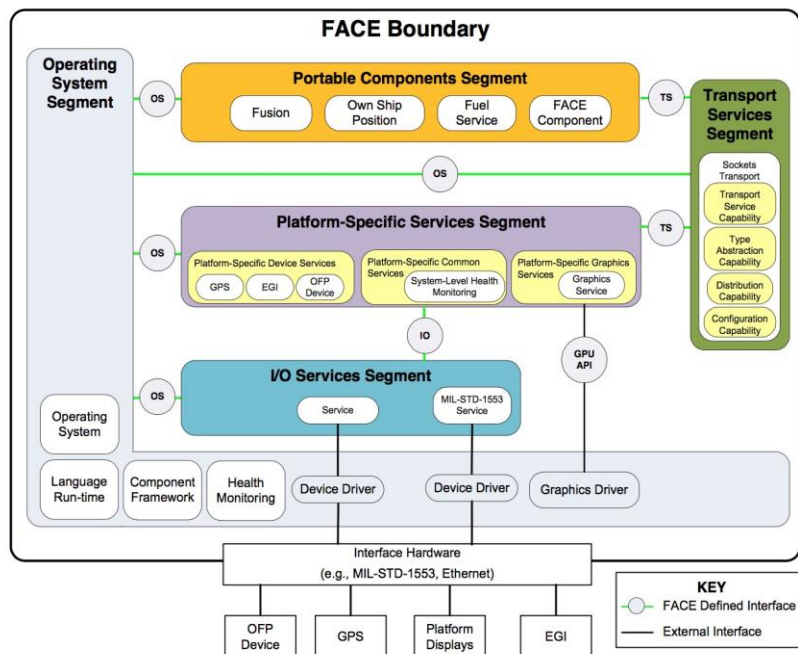 FACE Boundary
Operating
System
Segment
Portable Components Segment
Fusion
Own Ship
Position
Fuel
Service
FACE
Component
OS
TS
Transport
Services
Segment
OS
Sockets
Transport
Transport
Service
Capability
Type
Abstraction
Capability
Distribution
Capability
Configuration
Capability
OS
Platform-Specific Services Segment
TS
Platform-Specific Device Services
GPS
EGI
OFP
Device
Platform-Specific Common
Services
System-Level Health
Monitoring
Platform-Specific Graphics
Services
Graphics
Service
IO
GPU
API
OS
I/O Services Segment
Service
MIL-STD-1553
Service
Operating
System
Language
Run-time
Component
Framework
Health
Monitoring
Device Driver
Device Driver
Graphics Driver
Interface Hardware
(e.g., MIL-STD-1553, Ethernet)
OFP
Device
GPS
Platform
Displays
EGI
KEY
FACE Defined Interface
External Interface